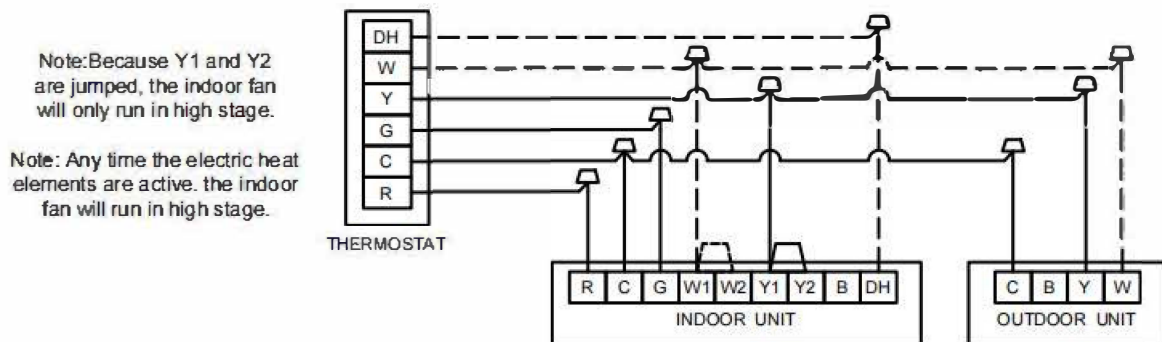 Note:Because Y1 and Y2
are jumped, the indoor fan
will only run in high stage.
Note: Any time the electric heat
elements are active. the indoor
fan will run in high stage.
DH
W
Y
G
C
R
THERMOSTAT
R C G W1 W2 Y1 Y2 B DH
INDOOR UNIT
C B Y W
OUTDOOR UNIT